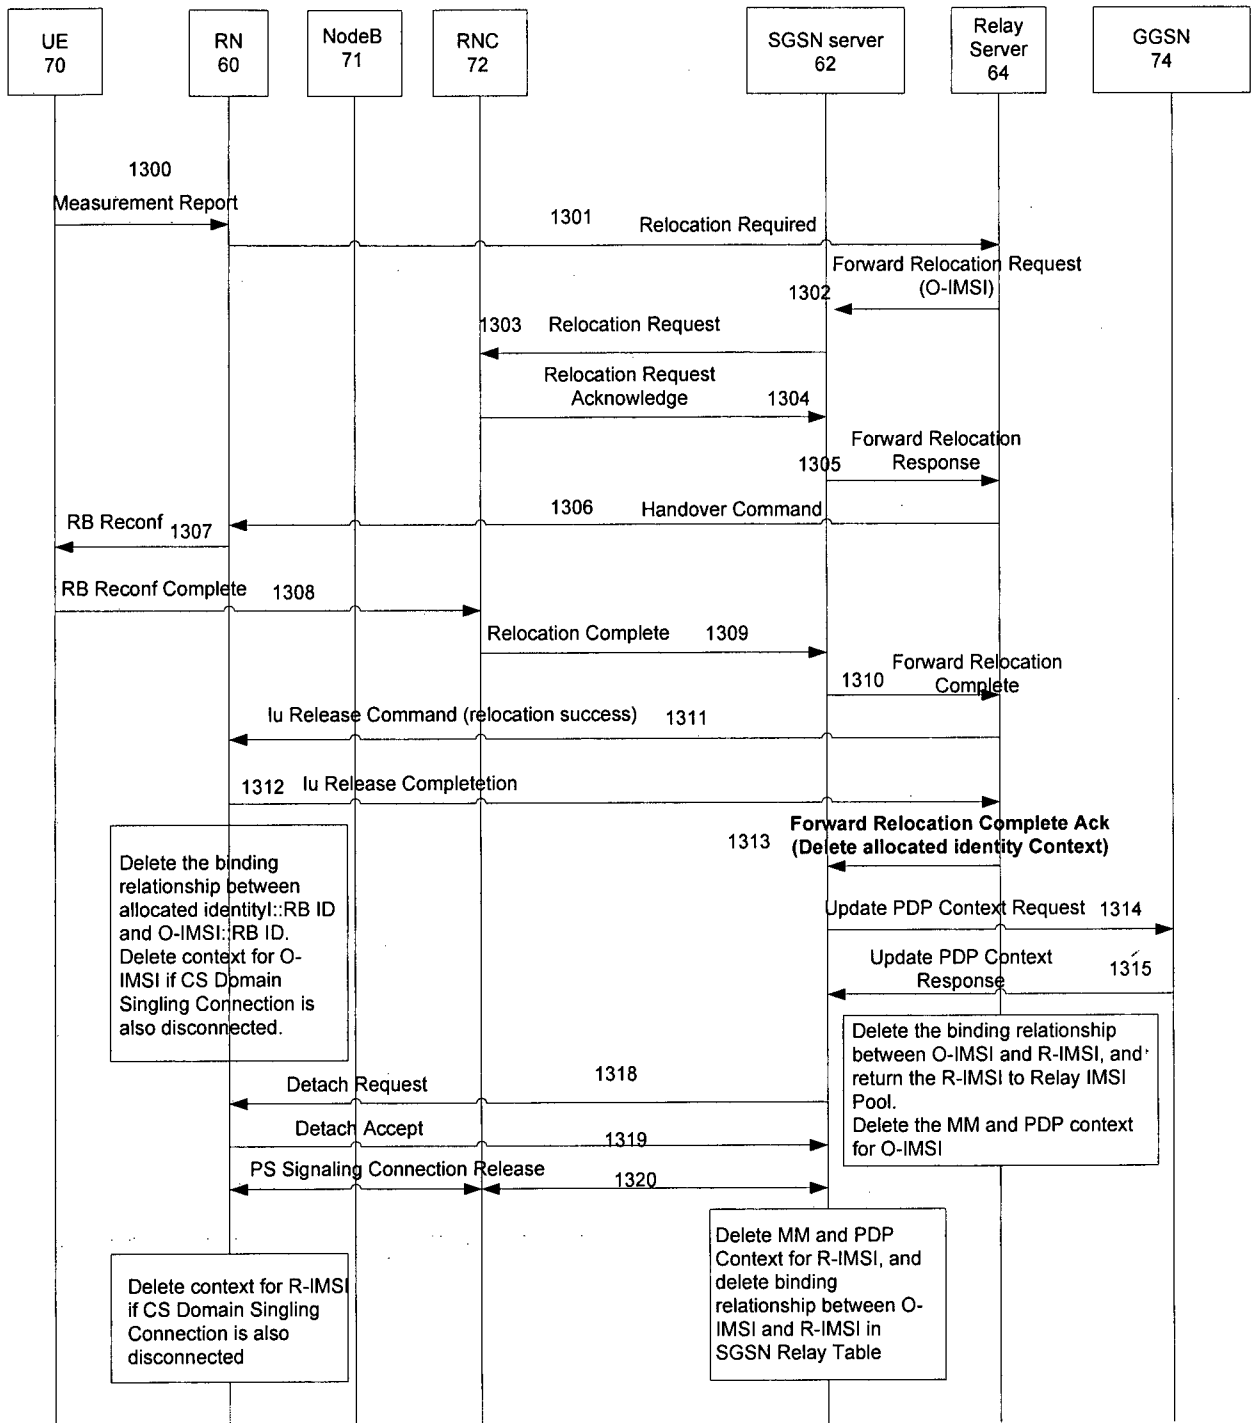 UE
70
RN
60
NodeB
71
RNC
72
SGSN server
62
Relay
Server
64
GGSN
74
1300
Measurement Report
1301
Relocation Required
Forward Relocation Request
(O-IMSI)
1302
1303
Relocation Request
Relocation Request
Acknowledge
1304
Forward Relocation
Response
1305
1306
Handover Command
RB Reconf
1307
RB Reconf Complete
1308
Relocation Complete
1309
Forward Relocation
Complete
1310
Iu Release Command (relocation success)
1311
1312
Iu Release Completetion
1313
Forward Relocation Complete Ack
(Delete allocated identity Context)
Delete the binding
relationship between
allocated identityI::RB ID
and O-IMSI::RB ID.
Delete context for O-
IMSI if CS Domain
Singling Connection is
also disconnected.
Update PDP Context Request
1314
Update PDP Context
Response
1315
Delete the binding relationship
between O-IMSI and R-IMSI, and
return the R-IMSI to Relay IMSI
Pool.
Delete the MM and PDP context
for O-IMSI
Detach Request
1318
Detach Accept
1319
PS Signaling Connection Release
1320
Delete MM and PDP
Context for R-IMSI, and
delete binding
relationship between O-
IMSI and R-IMSI in
SGSN Relay Table
Delete context for R-IMSI
if CS Domain Singling
Connection is also
disconnected